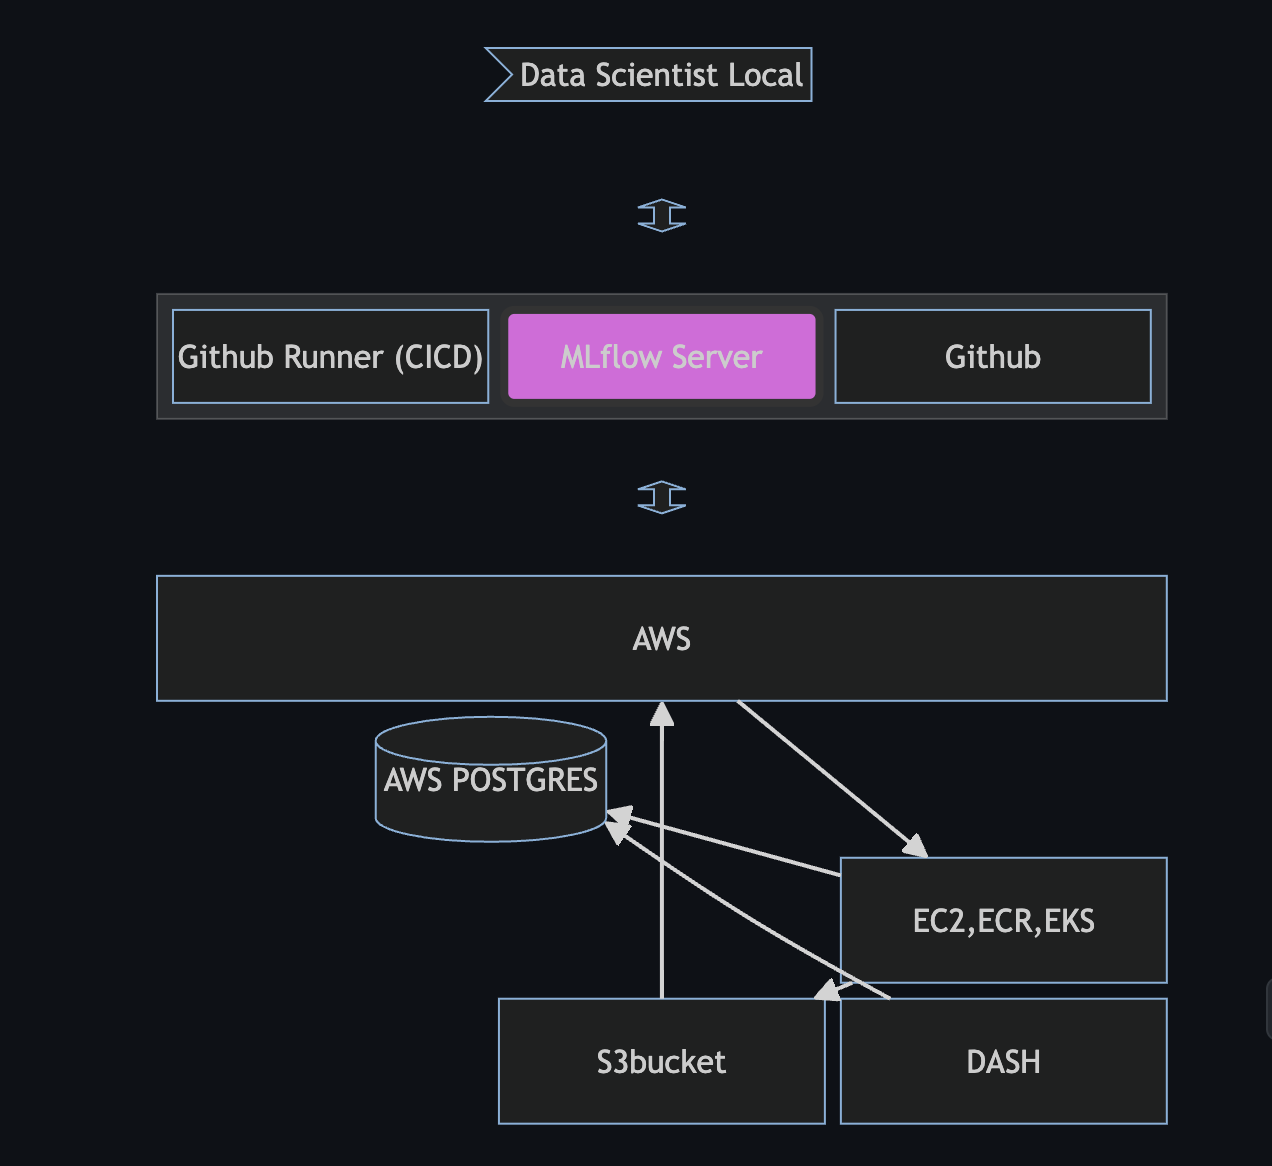 Data Scientist Local
Github Runner (CICD)
MLflow Server
Github
AWS
AWS POSTGRES
EC2,ECR,EKS
S3bucket
DASH